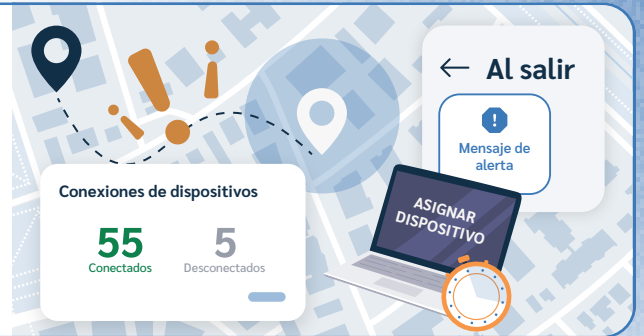 Al salir
!
Mensaje de
alerta
Conexiones de dispositivos
55
Conectados
5
Desconectados
ASIGNAR
DISPOSITIVO